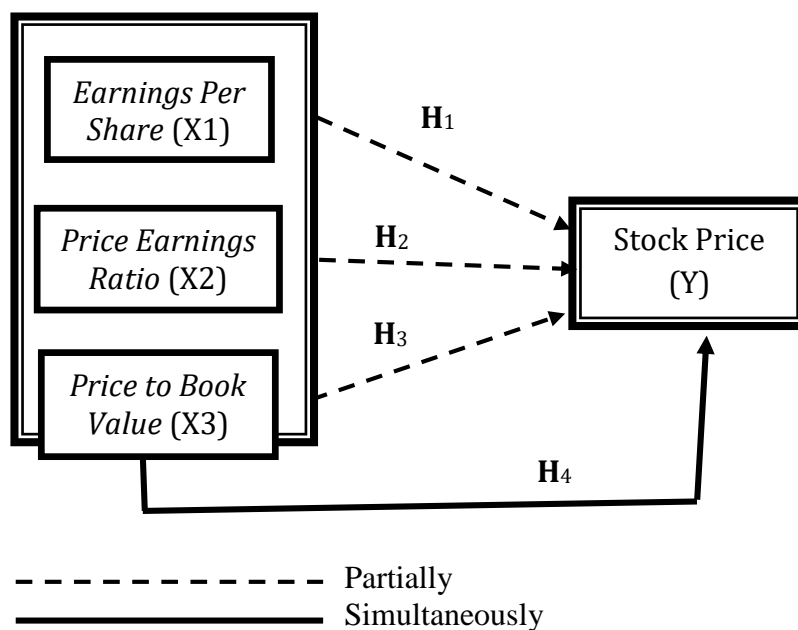 Earnings Per
Share (X1)
H1
Price Earnings
Ratio (X2)
H2
Stock Price
(Y)
H3
Price to Book
Value (X3)
H4
Partially
Simultaneously